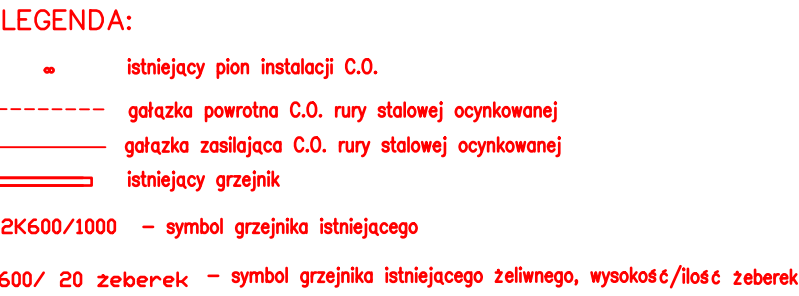 LEGENDA:
istniejący pion instalacji C.O.
gałązka powrotna C.O. rury stalowej ocynkowanej
gałązka zasilająca C.O. rury stalowej ocynkowanej
istniejący grzejnik
2K600/1000 – symbol grzejnika istniejącego
600/ 20 żeberek – symbol grzejnika istniejącego żeliwnego, wysokość/ilość żeberek